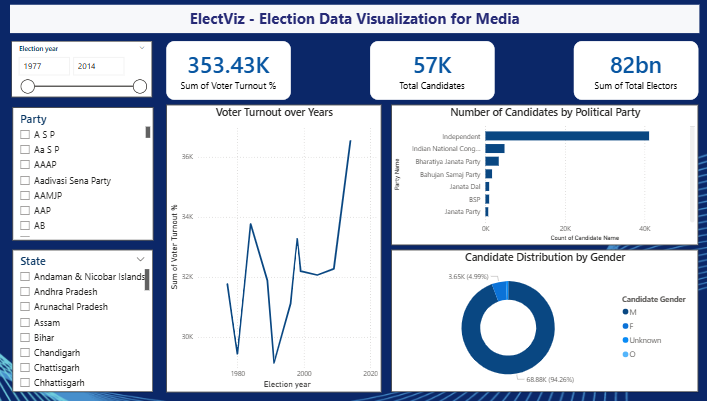 ElectViz - Election Data Visualization for Media
Election year
1977
2014
353.43K
Sum of Voter Turnout %
57K
Total Candidates
82bn
Sum of Total Electors
Party
A S P
Aa S P
AAAP
Aadivasi Sena Party
AAMJP
AAP
AB
State
Andaman & Nicobar Islands
Andhra Pradesh
Arunachal Pradesh
Assam
Bihar
Chandigarh
Chattisgarh
Chhattisgarh
Voter Turnout over Years
Sum of Voter Turnout %
36K
34K
32K
30K
1980
2000
2020
Election year
Number of Candidates by Political Party
Party Name
Independent
Indian National Cong...
Bharatiya Janata Party
Bahujan Samaj Party
Janata Dal
BSP
Janata Party
0K
20K
40K
Count of Candidate Name
Candidate Distribution by Gender
3.65K (4.99%)
68.88K (94.26%)
Candidate Gender
M
F
Unknown
O